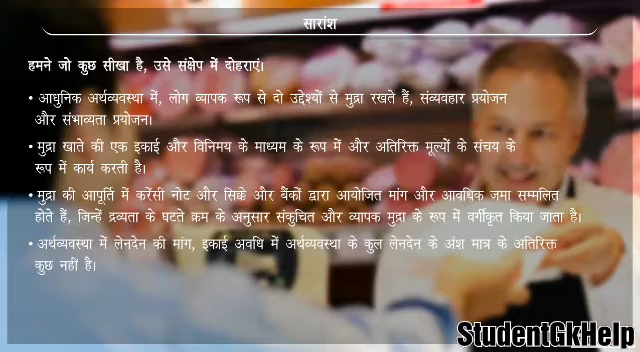 सारांश
हमने जो कुछ सीखा है, उसे संक्षेप में दोहराएं।
• आधुनिक अर्थव्यवस्था में, लोग व्यापक रूप से दो उद्देश्यों से मुद्रा रखते हैं, संव्यवहार प्रयोजन
और संभाव्यता प्रयोजन।
• मुद्रा खाते की एक इकाई और विनिमय के माध्यम के रूप में और अतिरिक्त मूल्यों के संचय के
रूप में कार्य करती है।
• मुद्रा की आपूर्ति में करेंसी नोट और सिक्के और बैंकों द्वारा आयोजित मांग और आवधिक जमा सम्मलित
होते हैं, जिन्हें द्रव्यता के घटते क्रम के अनुसार संकुचित और व्यापक मुद्रा के रूप में वर्गीकृत किया जाता है।
• अर्थव्यवस्था में लेनदेन की मांग, इकाई अवधि में अर्थव्यवस्था के कुल लेनदेन के अंश मात्र के अतिरिक्त
कुछ नहीं है।
StudentGkHelp